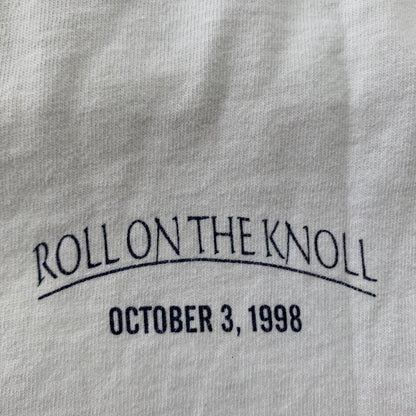 ROLL ON THE KNOLL
OCTOBER 3, 1998